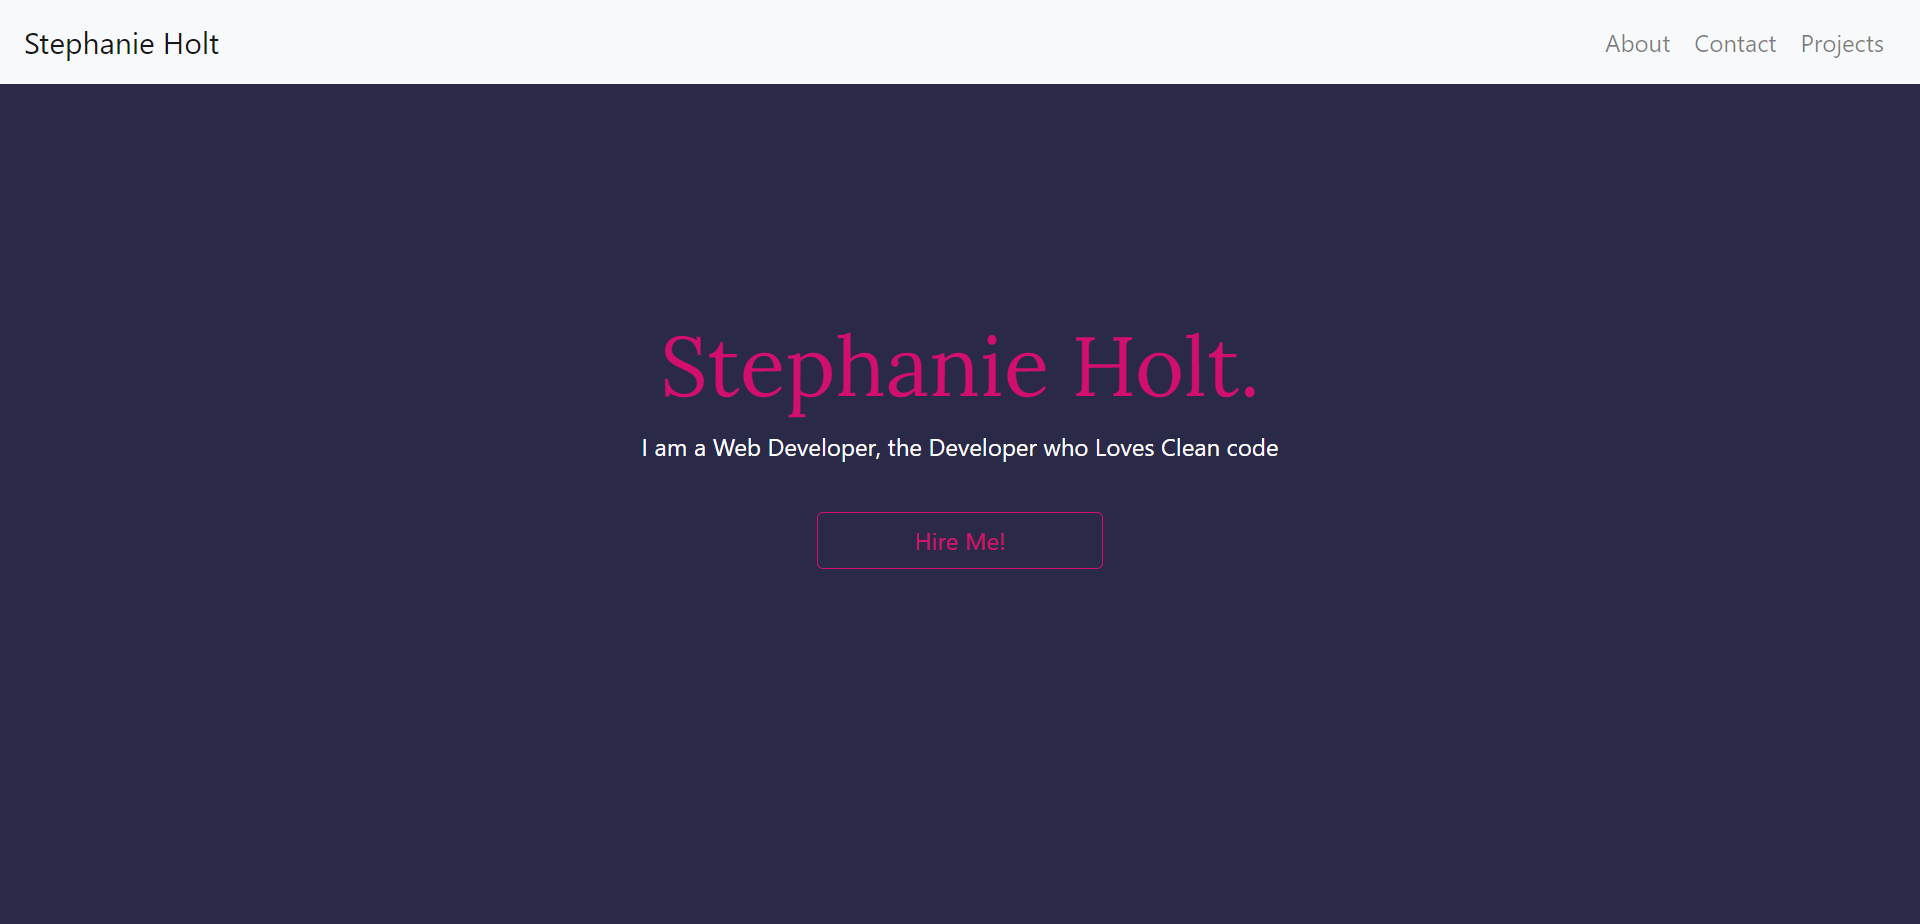 Stephanie Holt
About Contact Projects
Stephanie Holt.
I am a Web Developer, the Developer who Loves Clean code
Hire Me!